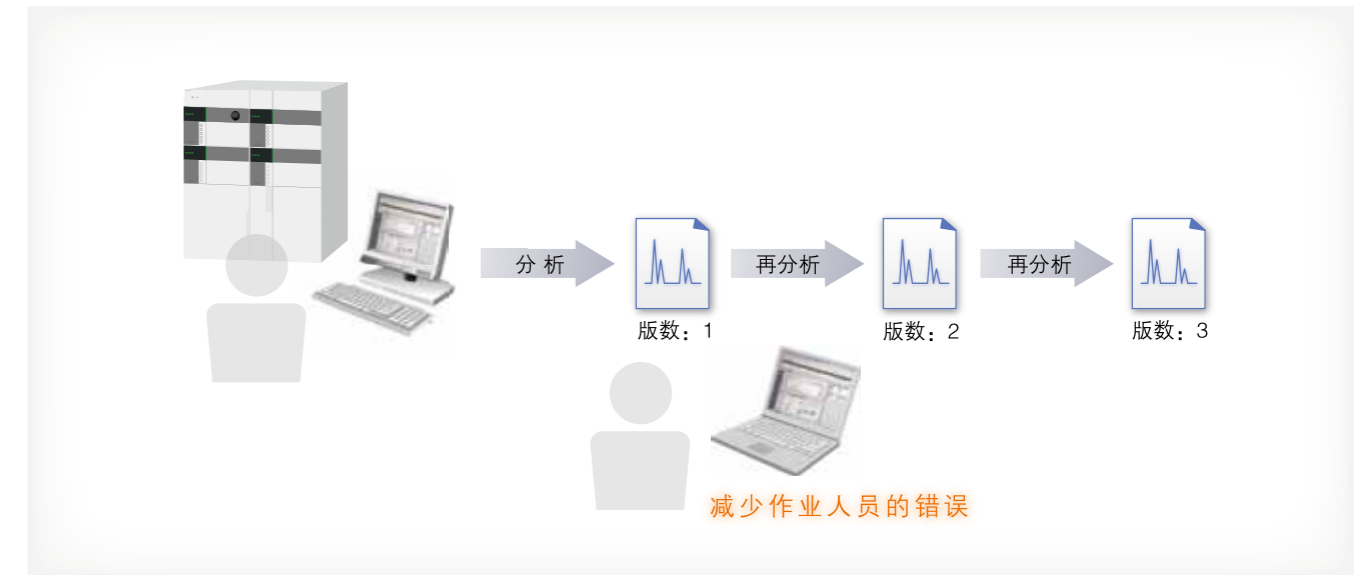 分 析
再分析
再分析
版数：1
版数：2
版数：3
减少作业人员的错误